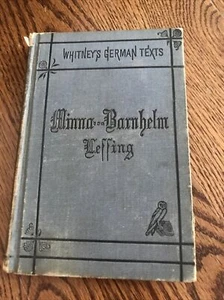 WHITNEY'S GERMAN TEXTS
Minna von Barnhelm
Lessing